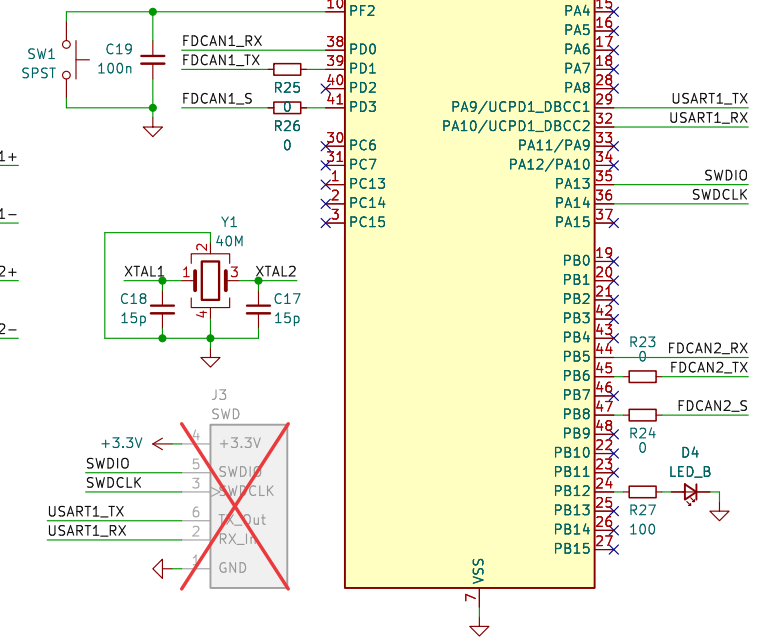 10 PF2
SW1
SPST
C19
100n
FDCAN1_RX 38 PD0
FDCAN1_TX 39 PD1
R25
0
40 PD2
FDCAN1_S 41 PD3
R26
0
30 PC6
31 PC7
1 PC13
2 PC14
3 PC15
1+
1-
2+
2-
Y1
40M
2
XTAL1 1 3 XTAL2
4
C18
15p
C17
15p
J3
SWD
+3.3V 4 +3.3V
SWDIO 5 SWDIO
SWDCLK 3 SWDCLK
USART1_TX 6 TX_Out
USART1_RX 2 RX_In
1 GND
PA4 15
PA5 16
PA6 17
PA7 18
PA8 28
PA9/UCPD1_DBCC1 29 USART1_TX
PA10/UCPD1_DBCC2 32 USART1_RX
PA11/PA9 33
PA12/PA10 34
PA13 35 SWDIO
PA14 36 SWDCLK
PA15 37
PB0 19
PB1 20
PB2 21
PB3 42
PB4 43
PB5 44 FDCAN2_RX
R23
0
PB6 45 FDCAN2_TX
PB7 46
PB8 47 FDCAN2_S
R24
0
PB9 48
PB10 22
PB11 23
PB12 24
R27
100
D4
LED_B
PB13 25
PB14 26
PB15 27
VSS
7